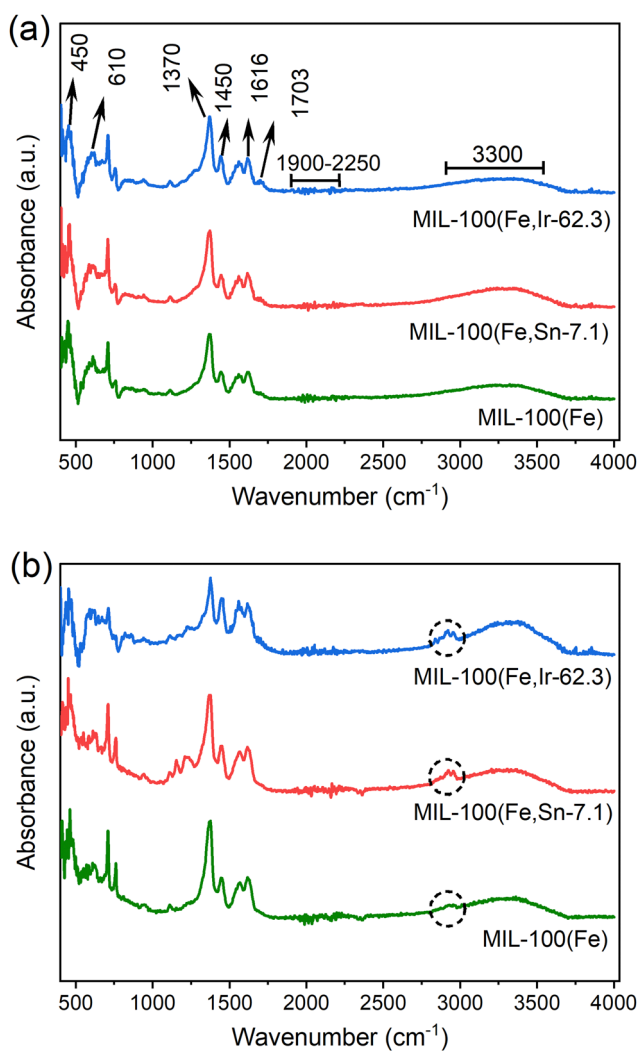 (a)
450
610
1370
1450
1616
1703
1900-2250
3300
MIL-100(Fe,Ir-62.3)
MIL-100(Fe,Sn-7.1)
MIL-100(Fe)
Absorbance (a.u.)
500 1000 1500 2000 2500 3000 3500 4000
Wavenumber (cm⁻¹)
(b)
MIL-100(Fe,Ir-62.3)
MIL-100(Fe,Sn-7.1)
MIL-100(Fe)
Absorbance (a.u.)
500 1000 1500 2000 2500 3000 3500 4000
Wavenumber (cm⁻¹)